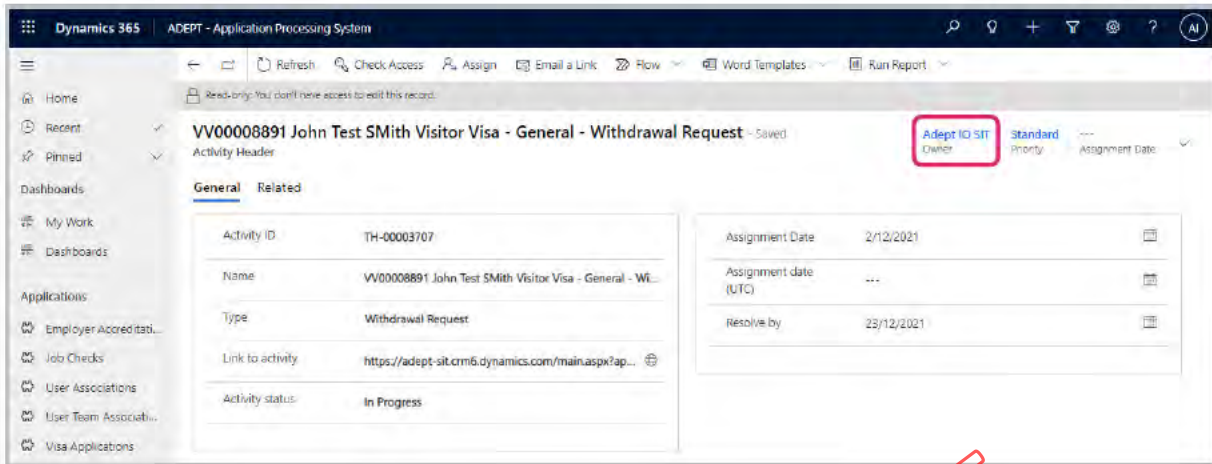 Dynamics 365 ADEPT - Application Processing System ? AI
Refresh Check Access Assign Email a Link Flow Word Templates Run Report
Home
Read-only: You don't have access to edit this record.
Recent
VV00008891 John Test SMith Visitor Visa - General - Withdrawal Request - Saved
Activity Header
Adept IO SIT
Owner
Standard
Priority
---
Assignment Date
Pinned
Dashboards
General Related
My Work
Dashboards
Applications
Employer Accreditati...
Job Checks
User Associations
User Team Associati...
Visa Applications
Activity ID TH-00003707
Name VV00008891 John Test SMith Visitor Visa - General - Wi...
Type Withdrawal Request
Link to activity https://adept-sit.crm6.dynamics.com/main.aspx?ap...
Activity status In Progress
Assignment Date 2/12/2021
Assignment date
(UTC) ---
Resolve by 23/12/2021